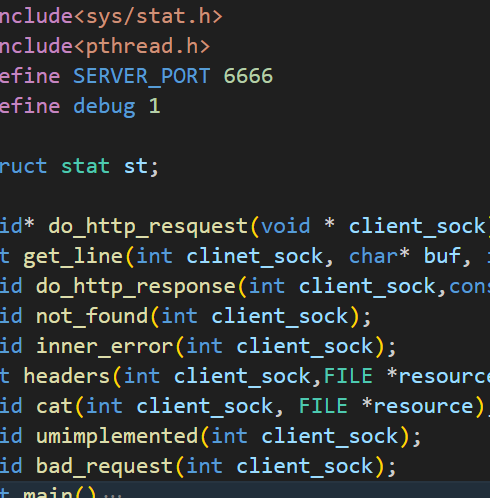 nclude<sys/stat.h>
nclude<pthread.h>
efine SERVER_PORT 6666
efine debug 1
ruct stat st;
id* do_http_resquest(void * client_sock)
t get_line(int clinet_sock, char* buf, i
id do_http_response(int client_sock,cons
id not_found(int client_sock);
id inner_error(int client_sock);
t headers(int client_sock,FILE *resource
id cat(int client_sock, FILE *resource);
id umimplemented(int client_sock);
id bad_request(int client_sock);
t main()…